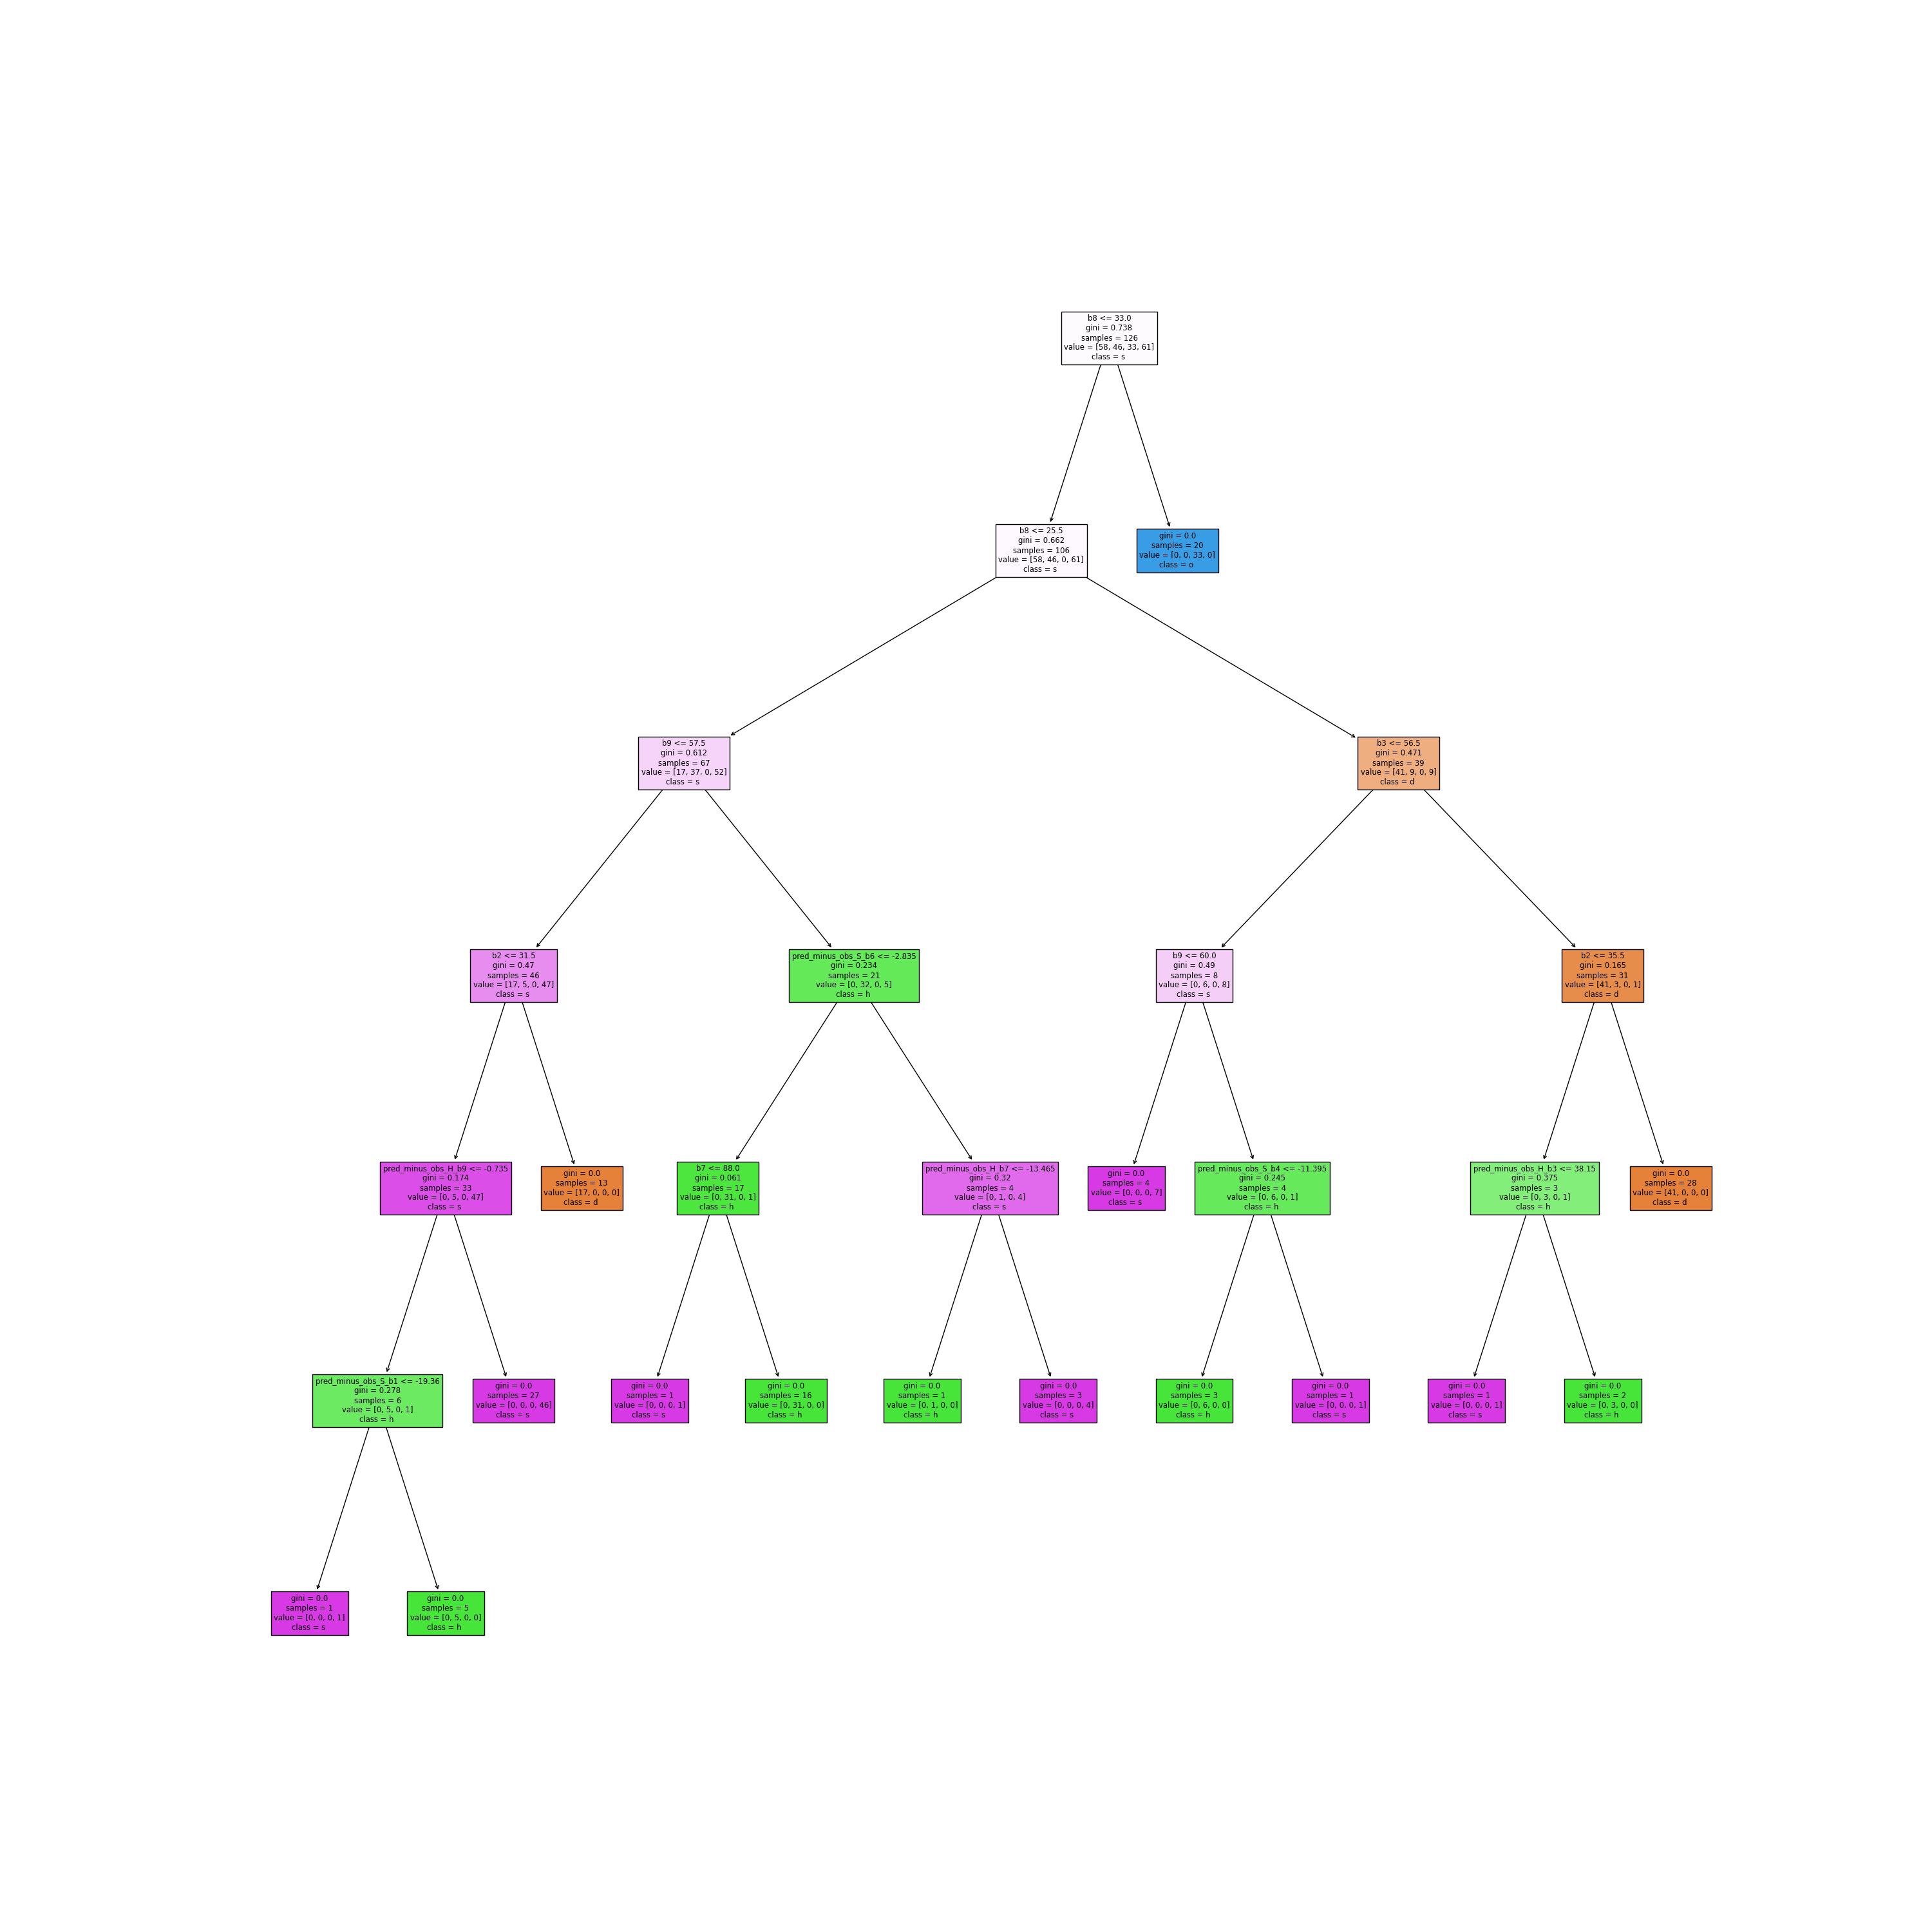 b8 <= 33.0
gini = 0.738
samples = 126
value = [58, 46, 33, 61]
class = s
b8 <= 25.5
gini = 0.662
samples = 106
value = [58, 46, 0, 61]
class = s
gini = 0.0
samples = 20
value = [0, 0, 33, 0]
class = o
b9 <= 57.5
gini = 0.612
samples = 67
value = [17, 37, 0, 52]
class = s
b3 <= 56.5
gini = 0.471
samples = 39
value = [41, 9, 0, 9]
class = d
b2 <= 31.5
gini = 0.47
samples = 46
value = [17, 5, 0, 47]
class = s
pred_minus_obs_S_b6 <= -2.835
gini = 0.234
samples = 21
value = [0, 32, 0, 5]
class = h
b9 <= 60.0
gini = 0.49
samples = 8
value = [0, 6, 0, 8]
class = s
b2 <= 35.5
gini = 0.165
samples = 31
value = [41, 3, 0, 1]
class = d
pred_minus_obs_H_b9 <= -0.735
gini = 0.174
samples = 33
value = [0, 5, 0, 47]
class = s
gini = 0.0
samples = 13
value = [17, 0, 0, 0]
class = d
b7 <= 88.0
gini = 0.061
samples = 17
value = [0, 31, 0, 1]
class = h
pred_minus_obs_H_b7 <= -13.465
gini = 0.32
samples = 4
value = [0, 1, 0, 4]
class = s
gini = 0.0
samples = 4
value = [0, 0, 0, 7]
class = s
pred_minus_obs_S_b4 <= -11.395
gini = 0.245
samples = 4
value = [0, 6, 0, 1]
class = h
pred_minus_obs_H_b3 <= 38.15
gini = 0.375
samples = 3
value = [0, 3, 0, 1]
class = h
gini = 0.0
samples = 28
value = [41, 0, 0, 0]
class = d
pred_minus_obs_S_b1 <= -19.36
gini = 0.278
samples = 6
value = [0, 5, 0, 1]
class = h
gini = 0.0
samples = 27
value = [0, 0, 0, 46]
class = s
gini = 0.0
samples = 1
value = [0, 0, 0, 1]
class = s
gini = 0.0
samples = 16
value = [0, 31, 0, 0]
class = h
gini = 0.0
samples = 1
value = [0, 1, 0, 0]
class = h
gini = 0.0
samples = 3
value = [0, 0, 0, 4]
class = s
gini = 0.0
samples = 3
value = [0, 6, 0, 0]
class = h
gini = 0.0
samples = 1
value = [0, 0, 0, 1]
class = s
gini = 0.0
samples = 1
value = [0, 0, 0, 1]
class = s
gini = 0.0
samples = 2
value = [0, 3, 0, 0]
class = h
gini = 0.0
samples = 1
value = [0, 0, 0, 1]
class = s
gini = 0.0
samples = 5
value = [0, 5, 0, 0]
class = h